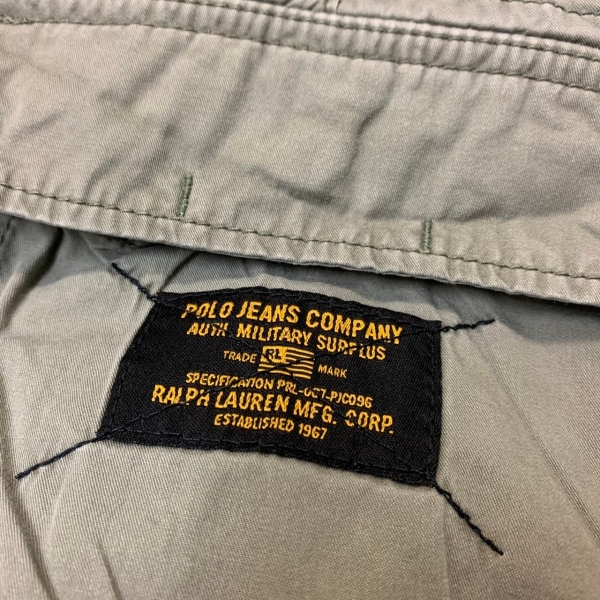 POLO JEANS COMPANY
AUTH. MILITARY SURPLUS
TRADE RL MARK
SPECIFICATION PRL-067-PJC096
RALPH LAUREN MFG. CORP.
ESTABLISHED 1967